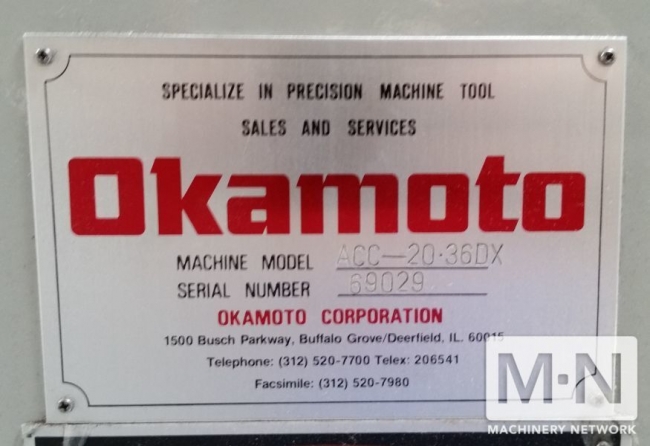 SPECIALIZE IN PRECISION MACHINE TOOL
SALES AND SERVICES
Okamoto
MACHINE MODEL ACC-20·36DX
SERIAL NUMBER 69029
OKAMOTO CORPORATION
1500 Busch Parkway, Buffalo Grove/Deerfield, IL. 60015
Telephone: (312) 520-7700 Telex: 206541
Facsimile: (312) 520-7980
M·N
MACHINERY NETWORK